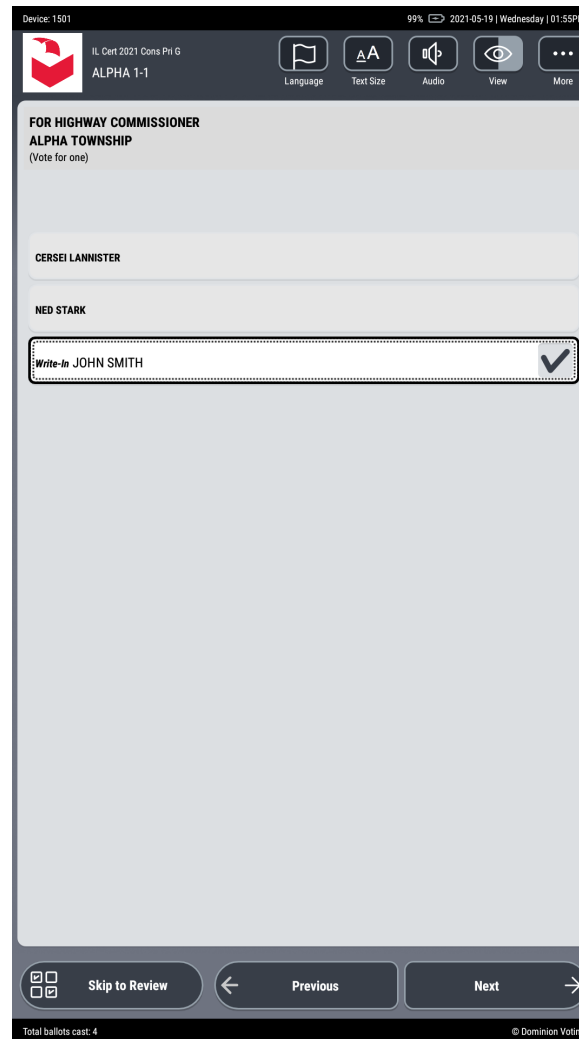 Device: 1501
99% 2021-05-19 | Wednesday | 01:55P
IL Cert 2021 Cons Pri G
ALPHA 1-1
Language
AA
Text Size
Audio
View
More
FOR HIGHWAY COMMISSIONER
ALPHA TOWNSHIP
(Vote for one)
CERSEI LANNISTER
NED STARK
Write-In JOHN SMITH
Skip to Review
Previous
Next
Total ballots cast: 4
© Dominion Votin